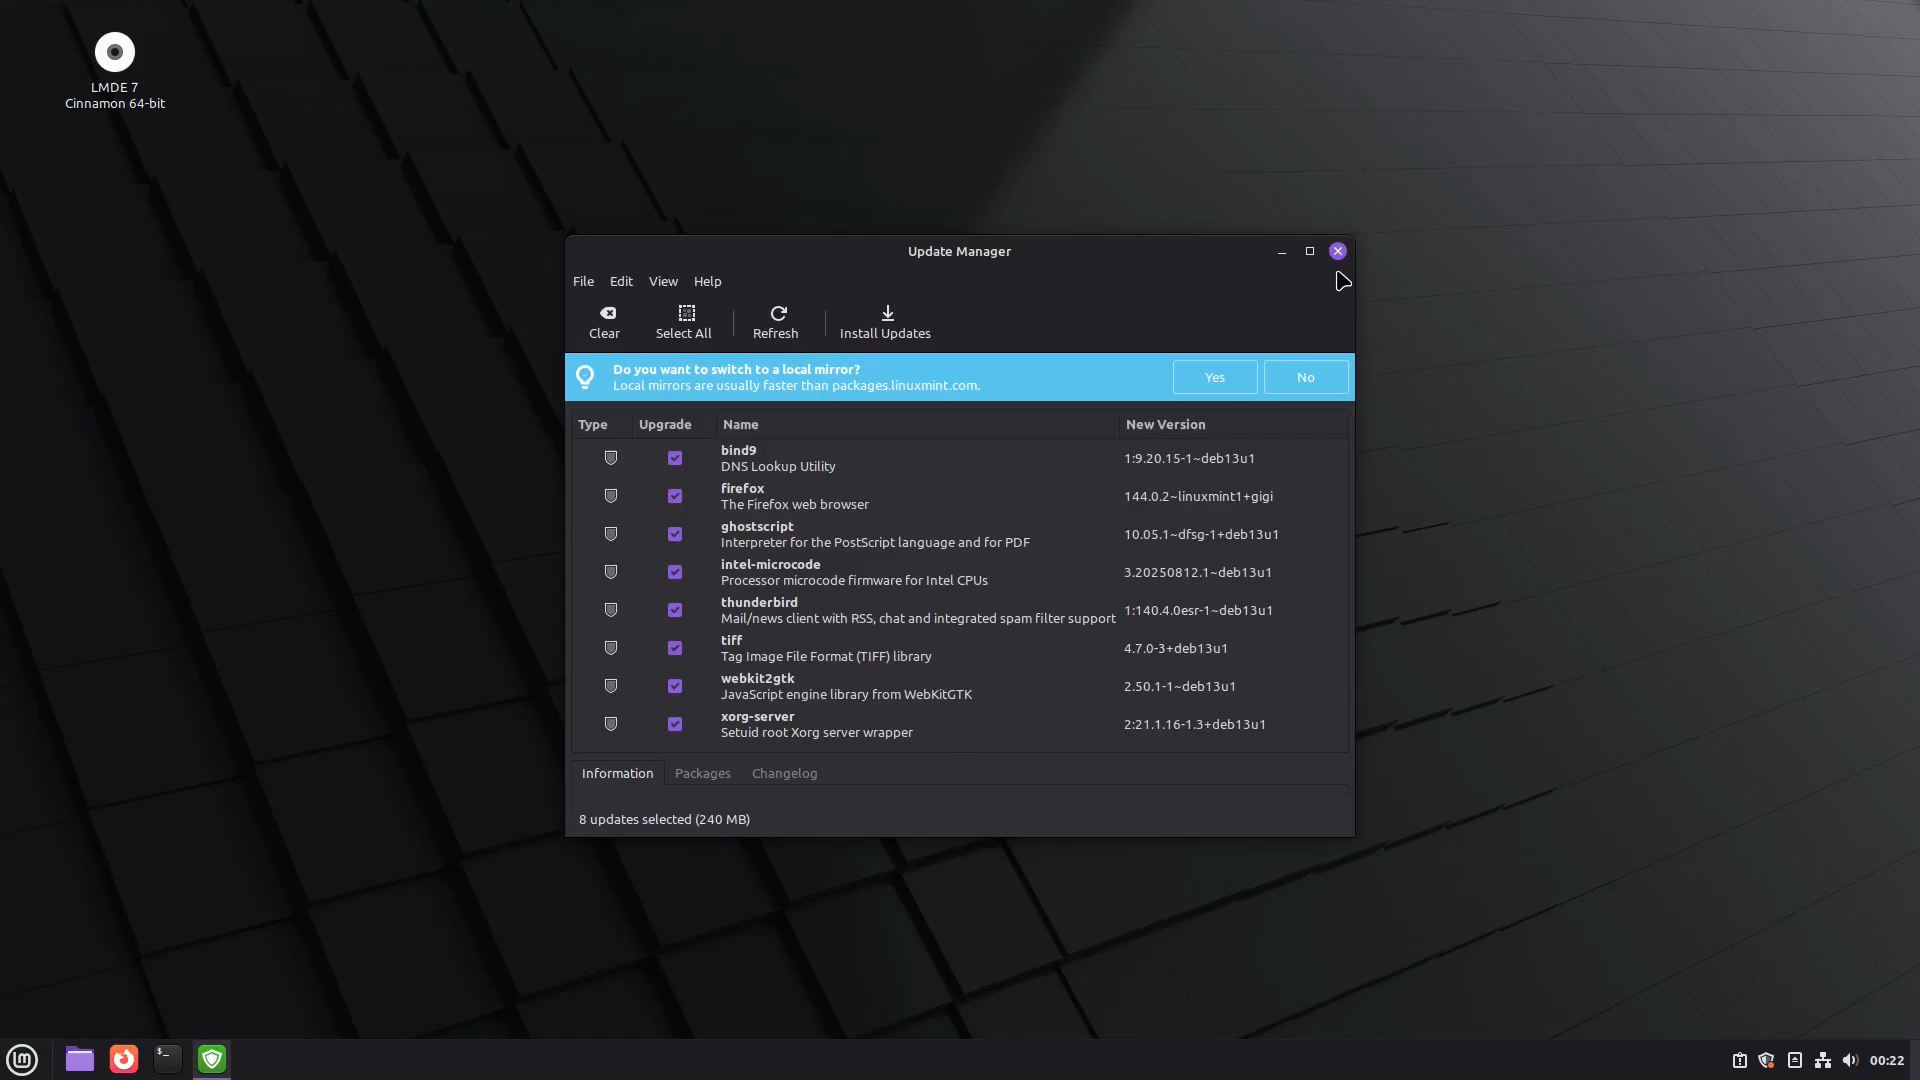 LMDE 7
Cinnamon 64-bit
Update Manager
File Edit View Help
Clear Select All Refresh Install Updates
Do you want to switch to a local mirror?
Local mirrors are usually faster than packages.linuxmint.com.
Yes No
Type Upgrade Name New Version
bind9
DNS Lookup Utility
1:9.20.15-1~deb13u1
firefox
The Firefox web browser
144.0.2~linuxmint1+gigi
ghostscript
Interpreter for the PostScript language and for PDF
10.05.1~dfsg-1+deb13u1
intel-microcode
Processor microcode firmware for Intel CPUs
3.20250812.1~deb13u1
thunderbird
Mail/news client with RSS, chat and integrated spam filter support
1:140.4.0esr-1~deb13u1
tiff
Tag Image File Format (TIFF) library
4.7.0-3+deb13u1
webkit2gtk
JavaScript engine library from WebKitGTK
2.50.1-1~deb13u1
xorg-server
Setuid root Xorg server wrapper
2:21.1.16-1.3+deb13u1
Information Packages Changelog
8 updates selected (240 MB)
$_
00:22